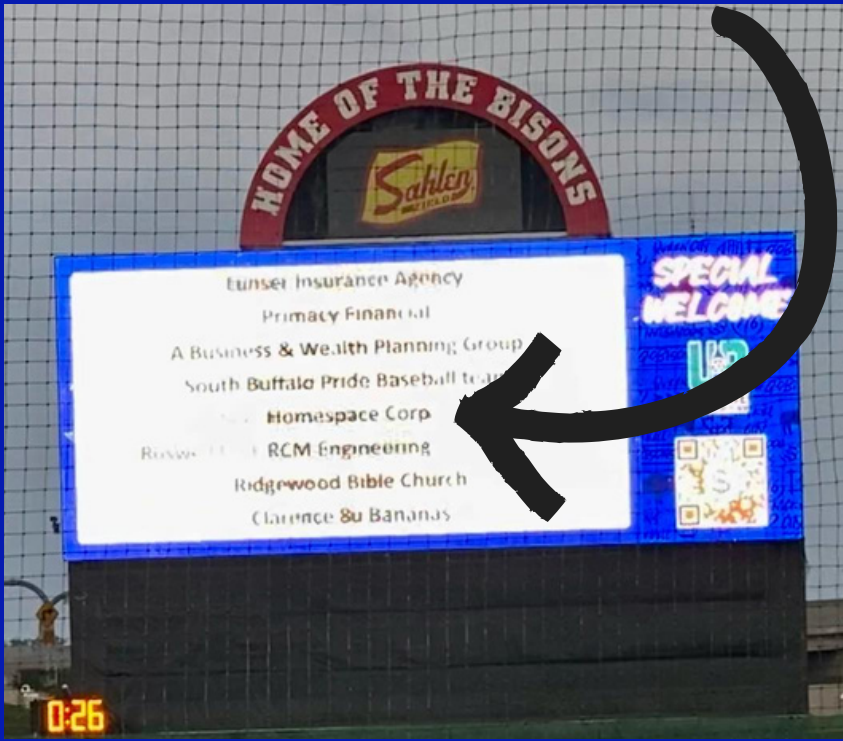 HOME OF THE BISONS
Sahlen
FIELD
Insurance Agency
Primacy Financial
A Business & Wealth Planning Group
South Buffalo Pride Baseball team
Homespace Corp
RCM Engineering
Ridgewood Bible Church
Clarence 8u Bananas
SPECIAL
WELCOME
0:26